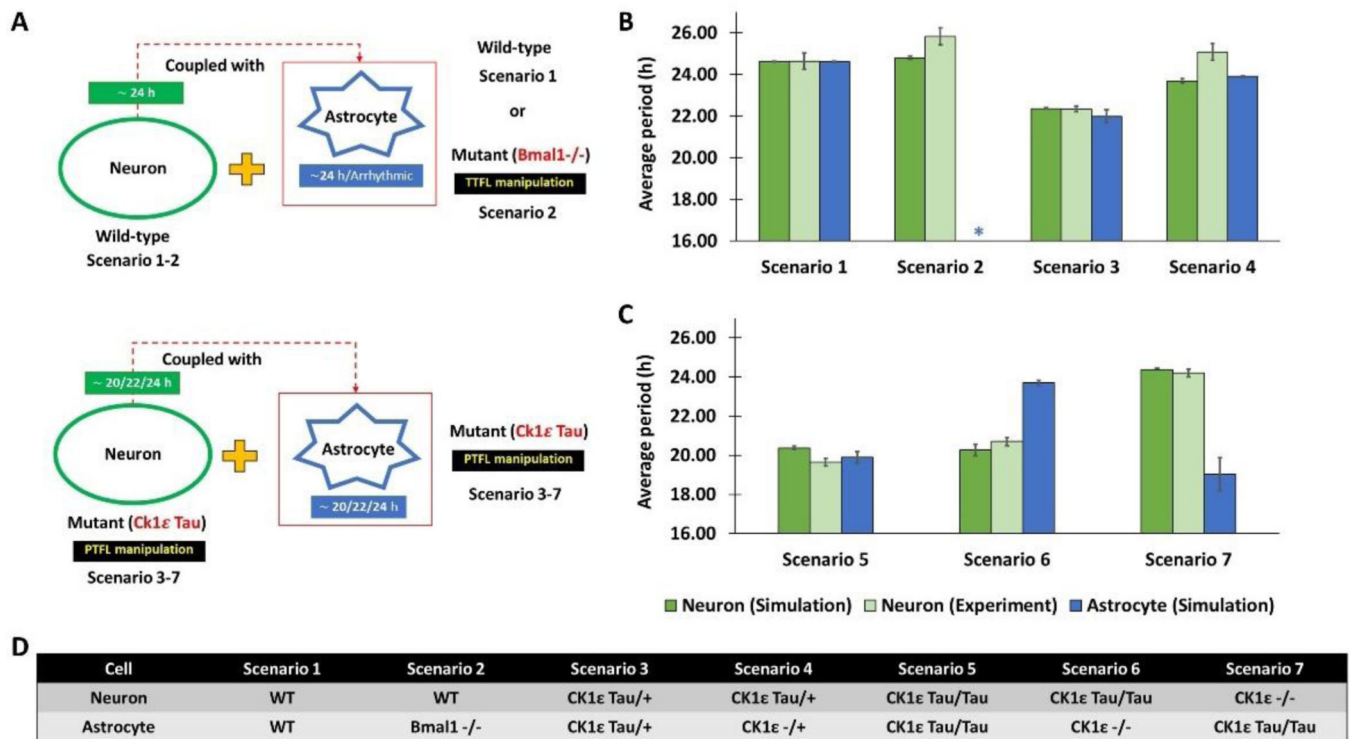 A
Coupled with
~ 24 h
Neuron
Wild-type
Scenario 1-2
Astrocyte
~24 h/Arrhythmic
Wild-type
Scenario 1
or
Mutant (Bmal1-/-)
TTFL manipulation
Scenario 2
Coupled with
~ 20/22/24 h
Neuron
Mutant (Ck1ε Tau)
PTFL manipulation
Scenario 3-7
Astrocyte
~ 20/22/24 h
Mutant (Ck1ε Tau)
PTFL manipulation
Scenario 3-7
B
Average period (h)
26.00
24.00
22.00
20.00
18.00
16.00
*
Scenario 1 Scenario 2 Scenario 3 Scenario 4
C
Average period (h)
26.00
24.00
22.00
20.00
18.00
16.00
Scenario 5 Scenario 6 Scenario 7
Neuron (Simulation) Neuron (Experiment) Astrocyte (Simulation)
D
Cell Scenario 1 Scenario 2 Scenario 3 Scenario 4 Scenario 5 Scenario 6 Scenario 7
Neuron WT WT CK1ε Tau/+ CK1ε Tau/+ CK1ε Tau/Tau CK1ε Tau/Tau CK1ε -/-
Astrocyte WT Bmal1 -/- CK1ε Tau/+ CK1ε -/+ CK1ε Tau/Tau CK1ε -/- CK1ε Tau/Tau